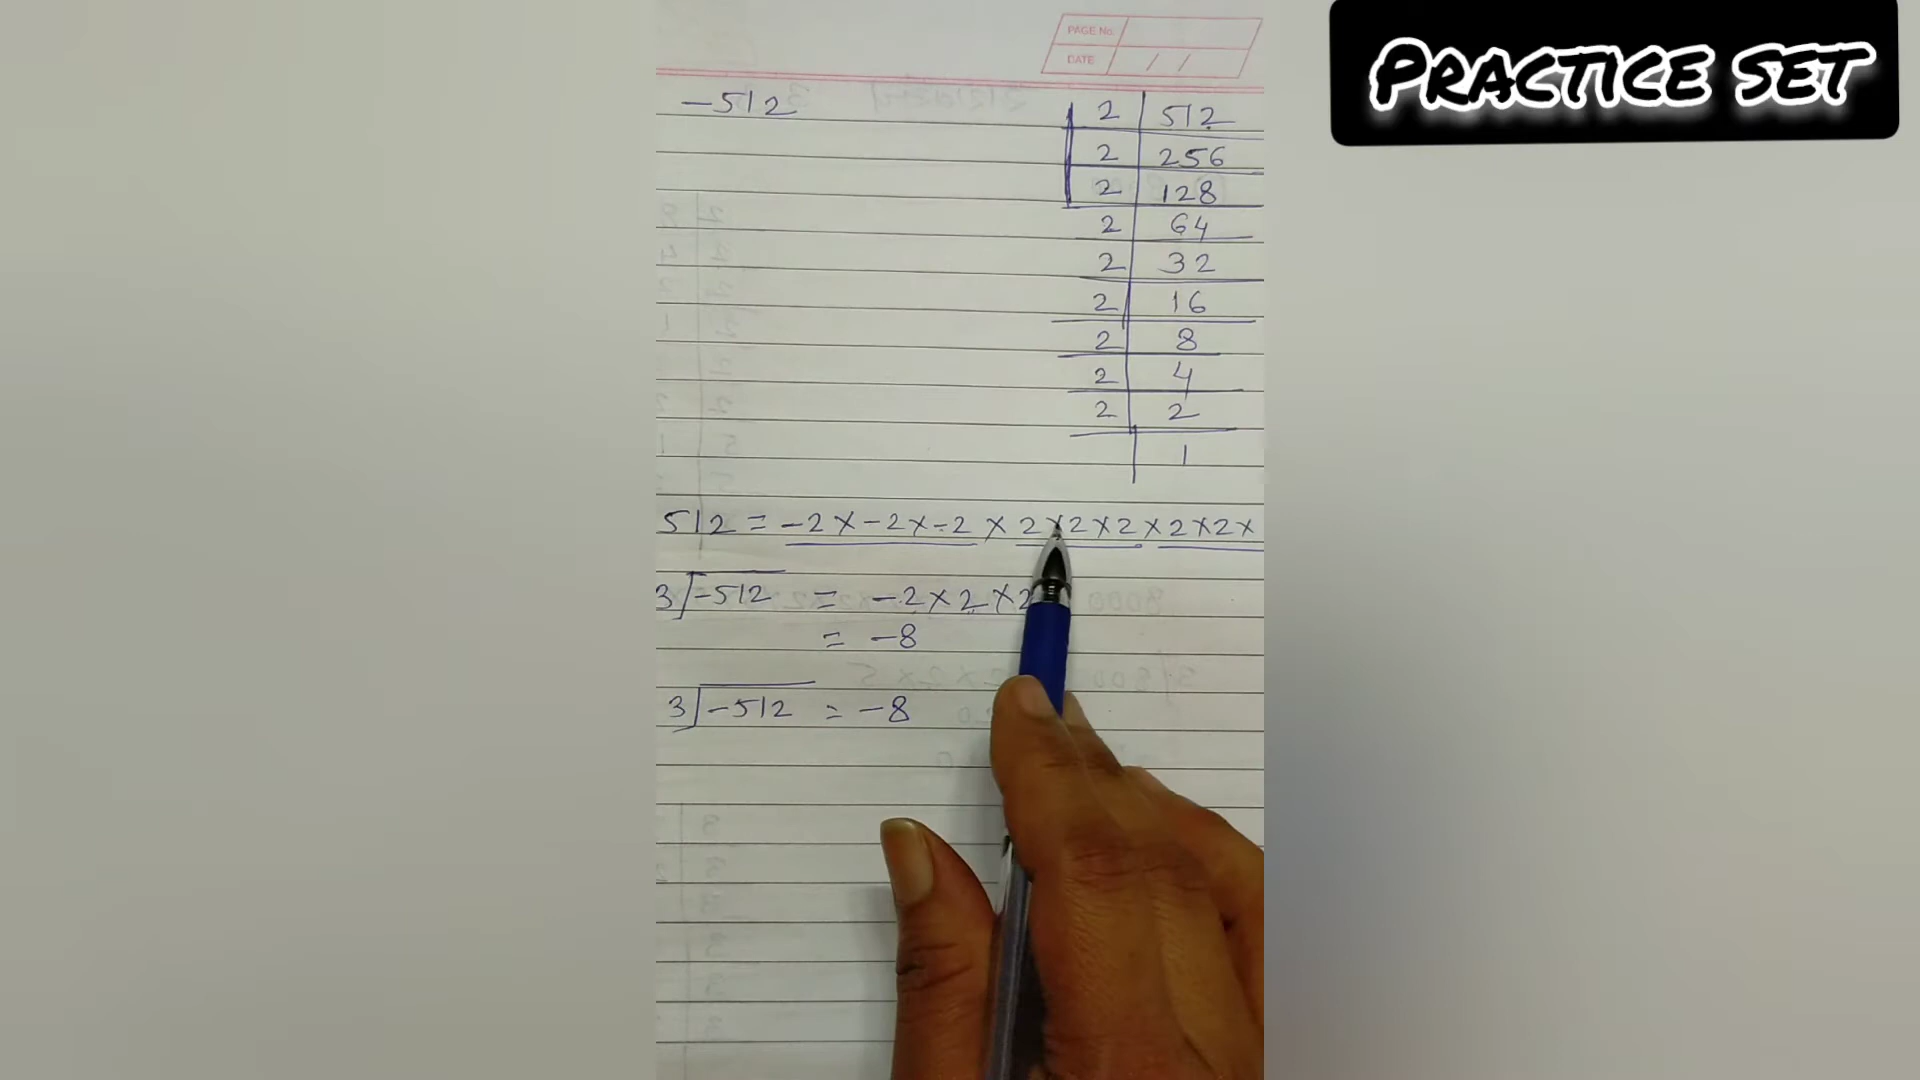 PRACTICE SET
PAGE No.
DATE / /
-512
2 | 512
2 | 256
2 | 128
2 | 64
2 | 32
2 | 16
2 | 8
2 | 4
2 | 2
| 1
512 = -2 × -2 × -2 × 2 × 2 × 2 × 2 × 2 ×
3√-512 = -2 × 2 × 2
= -8
3√-512 = -8